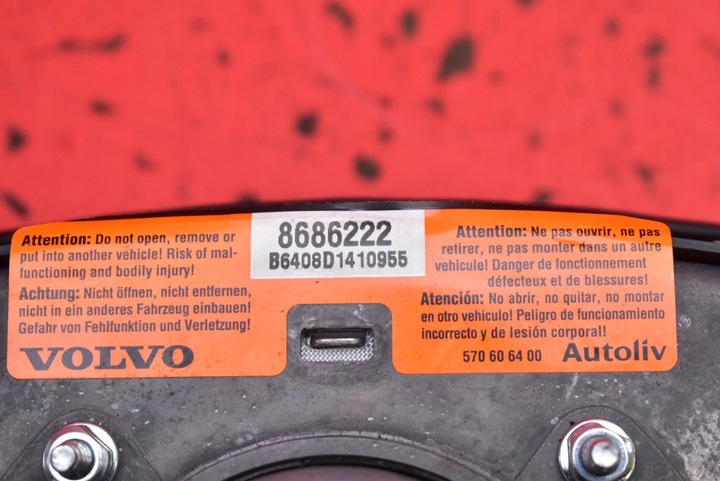 Attention: Do not open, remove or
put into another vehicle! Risk of mal-
functioning and bodily injury!
Achtung: Nicht öffnen, nicht entfernen,
nicht in ein anderes Fahrzeug einbauen!
Gefahr von Fehlfunktion und Verletzung!
VOLVO
8686222
B6408D1410955
Attention: Ne pas ouvrir, ne pas
retirer, ne pas monter dans un autre
vehicule! Danger de fonctionnement
défecteux et de blessures!
Atención: No abrir, no quitar, no montar
en otro vehiculo! Peligro de funcionamiento
incorrecto y de lesión corporal!
570 60 64 00 Autoliv